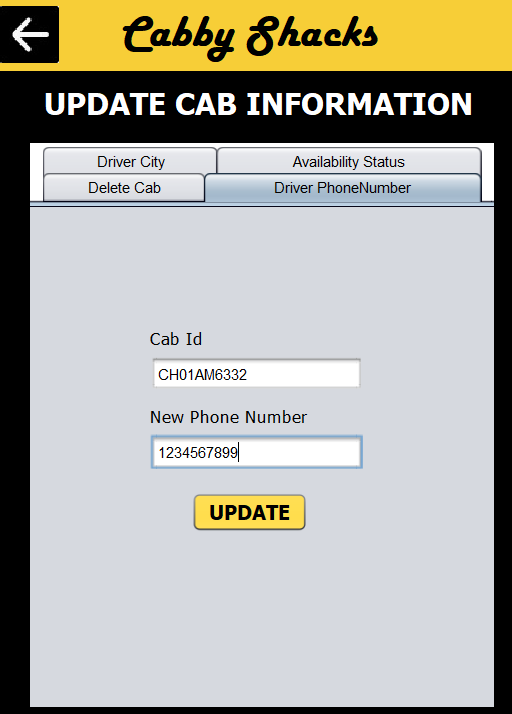 Cabby Shacks
UPDATE CAB INFORMATION
Driver City Availability Status
Delete Cab Driver PhoneNumber
Cab Id
CH01AM6332
New Phone Number
1234567899
UPDATE